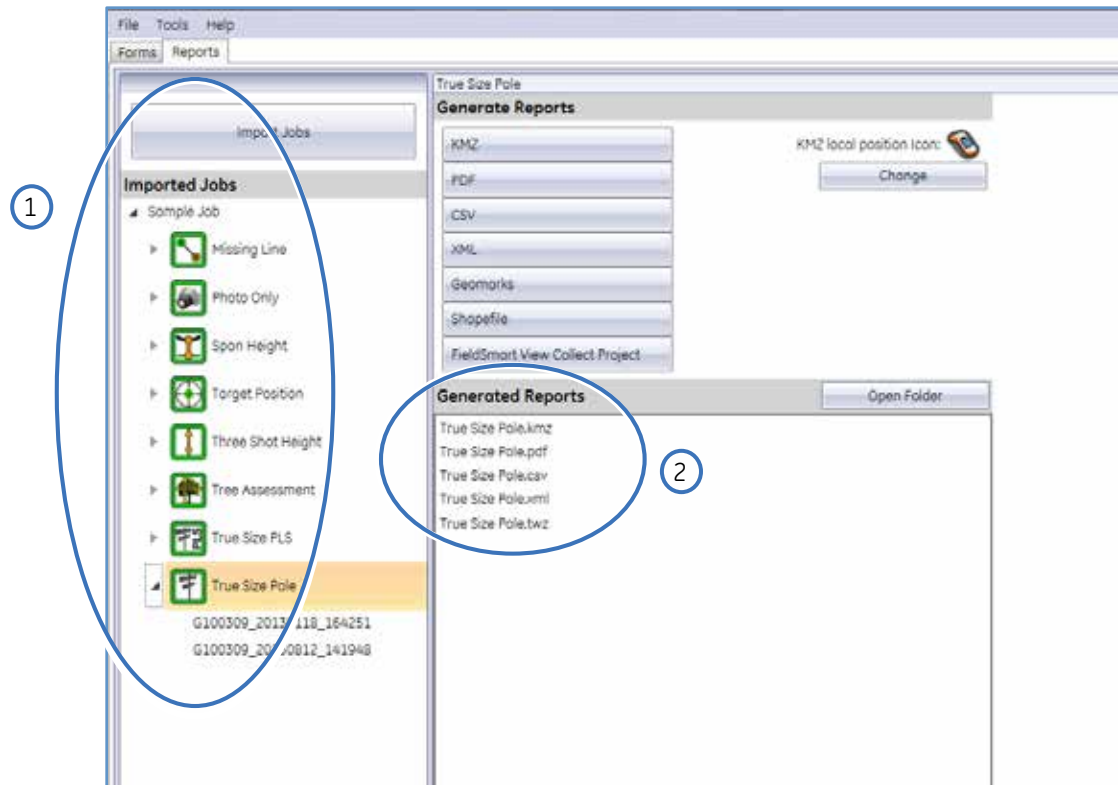 File Tools Help
Forms Reports
Import Jobs
Imported Jobs
1
Sample Job
Missing Line
Photo Only
Span Height
Target Position
Three Shot Height
Tree Assessment
True Size PLS
True Size Pole
G100309_
118_164251
G100309_
0812_141948
True Size Pole
Generate Reports
KMZ
PDF
CSV
XML
Geomarks
Shapefile
FieldSmart View Collect Project
KMZ local position Icon:
Change
Generated Reports
Open Folder
True Size Pole.kmz
True Size Pole.pdf
True Size Pole.csv
True Size Pole.xml
True Size Pole.twz
2